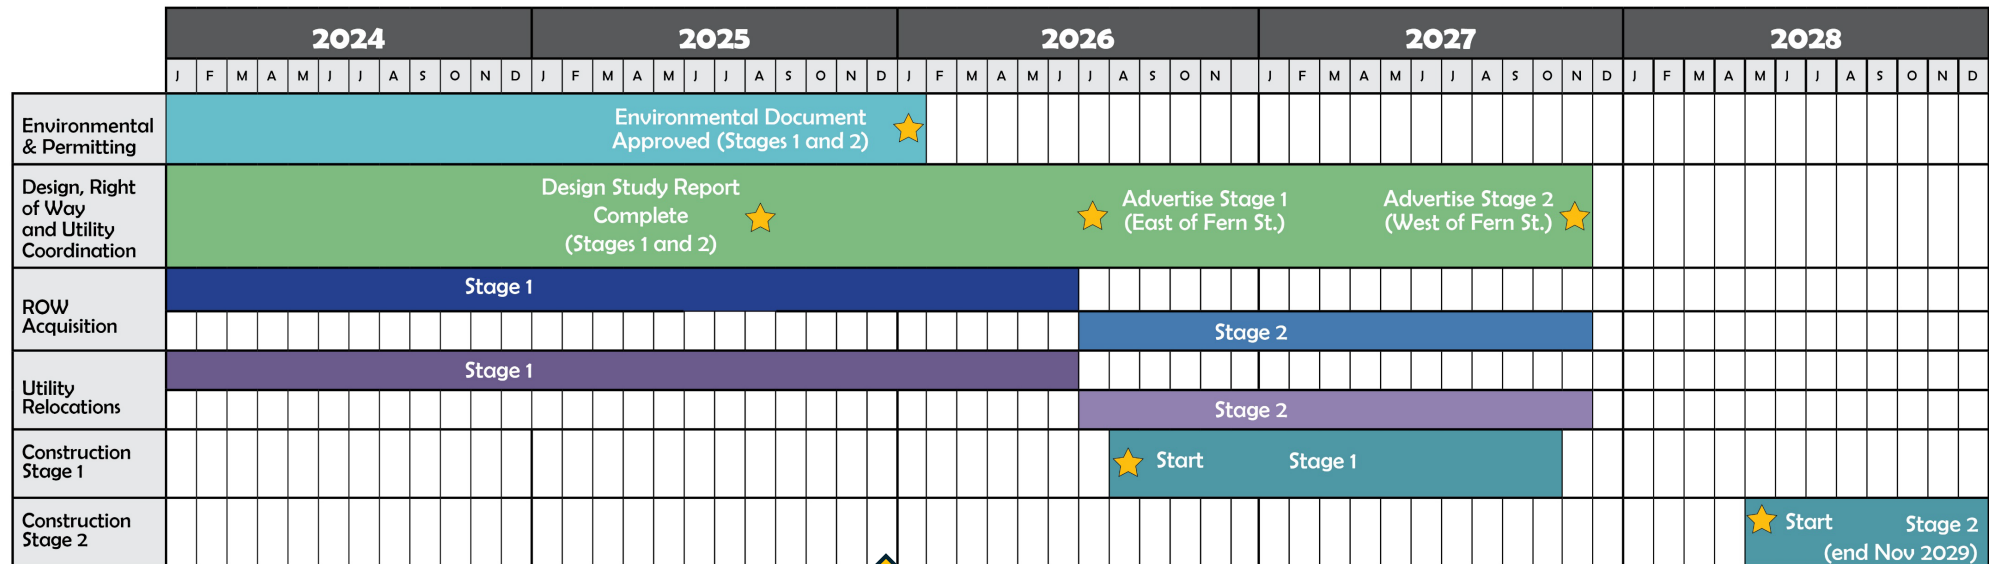 2024 2025 2026 2027 2028
J F M A M J J A S O N D J F M A M J J A S O N D J F M A M J J A S O N J F M A M J J A S O N D J F M A M J J A S O N D
Environmental
& Permitting
Environmental Document
Approved (Stages 1 and 2)
Design, Right
of Way
and Utility
Coordination
Design Study Report
Complete
(Stages 1 and 2)
Advertise Stage 1
(East of Fern St.)
Advertise Stage 2
(West of Fern St.)
ROW
Acquisition
Stage 1
Stage 2
Utility
Relocations
Stage 1
Stage 2
Construction
Stage 1
Start Stage 1
Construction
Stage 2
Start Stage 2
(end Nov 2029)